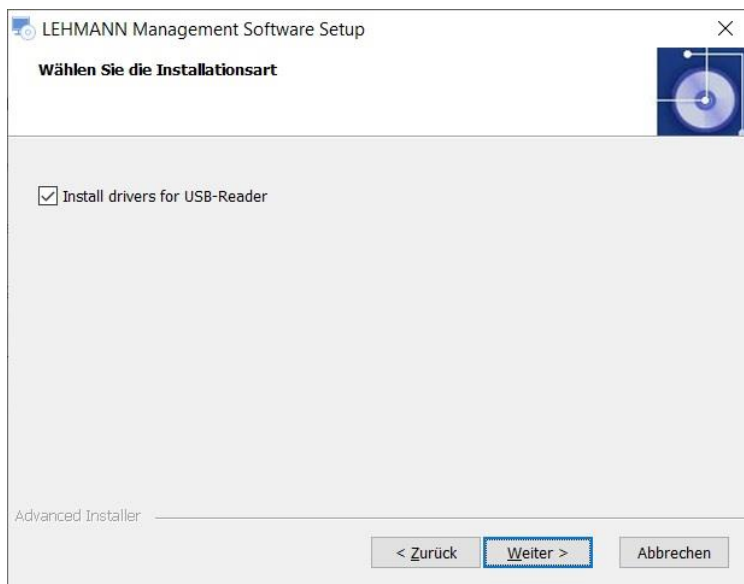 LEHMANN Management Software Setup
Wählen Sie die Installationsart
Install drivers for USB-Reader
Advanced Installer
< Zurück
Weiter >
Abbrechen